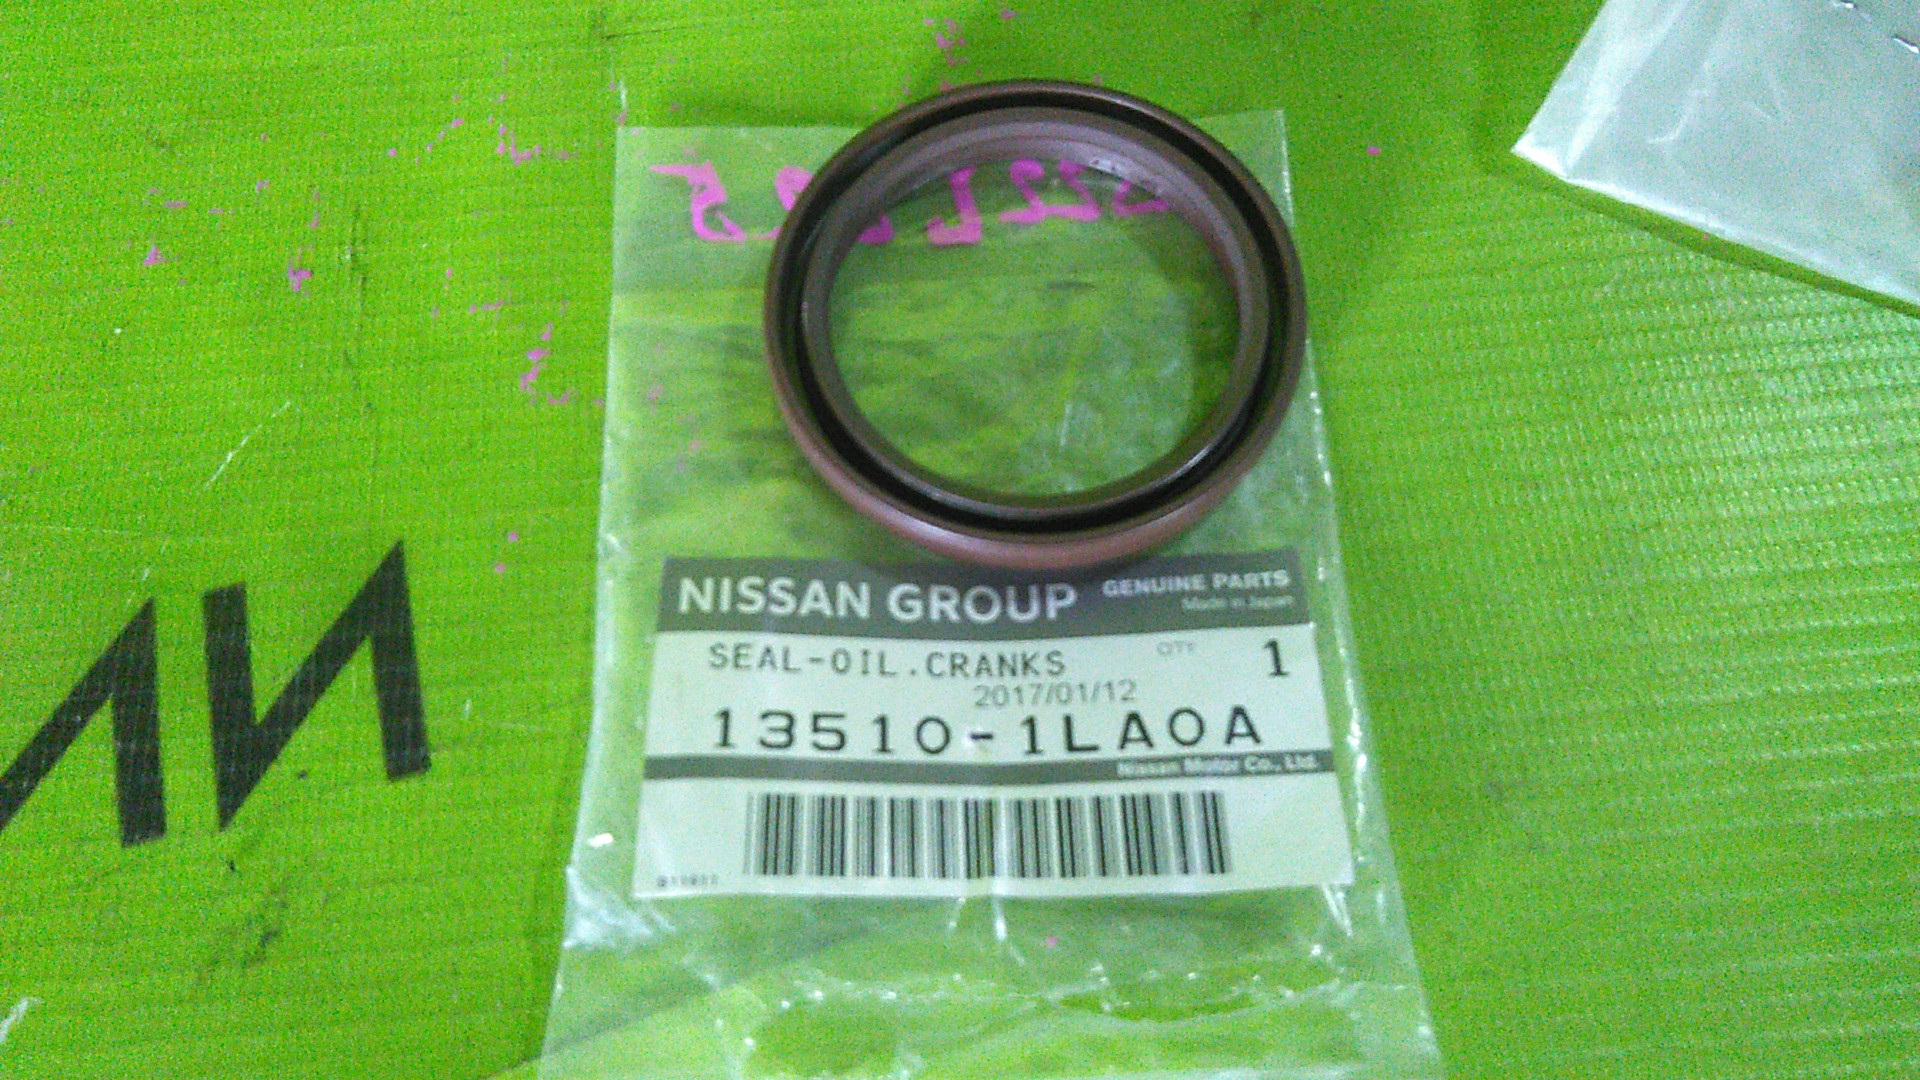 NISSAN GROUP GENUINE PARTS
Made in Japan
SEAL-OIL.CRANKS QTY 1
2017/01/12
13510-1LA0A
Nissan Motor Co., Ltd.